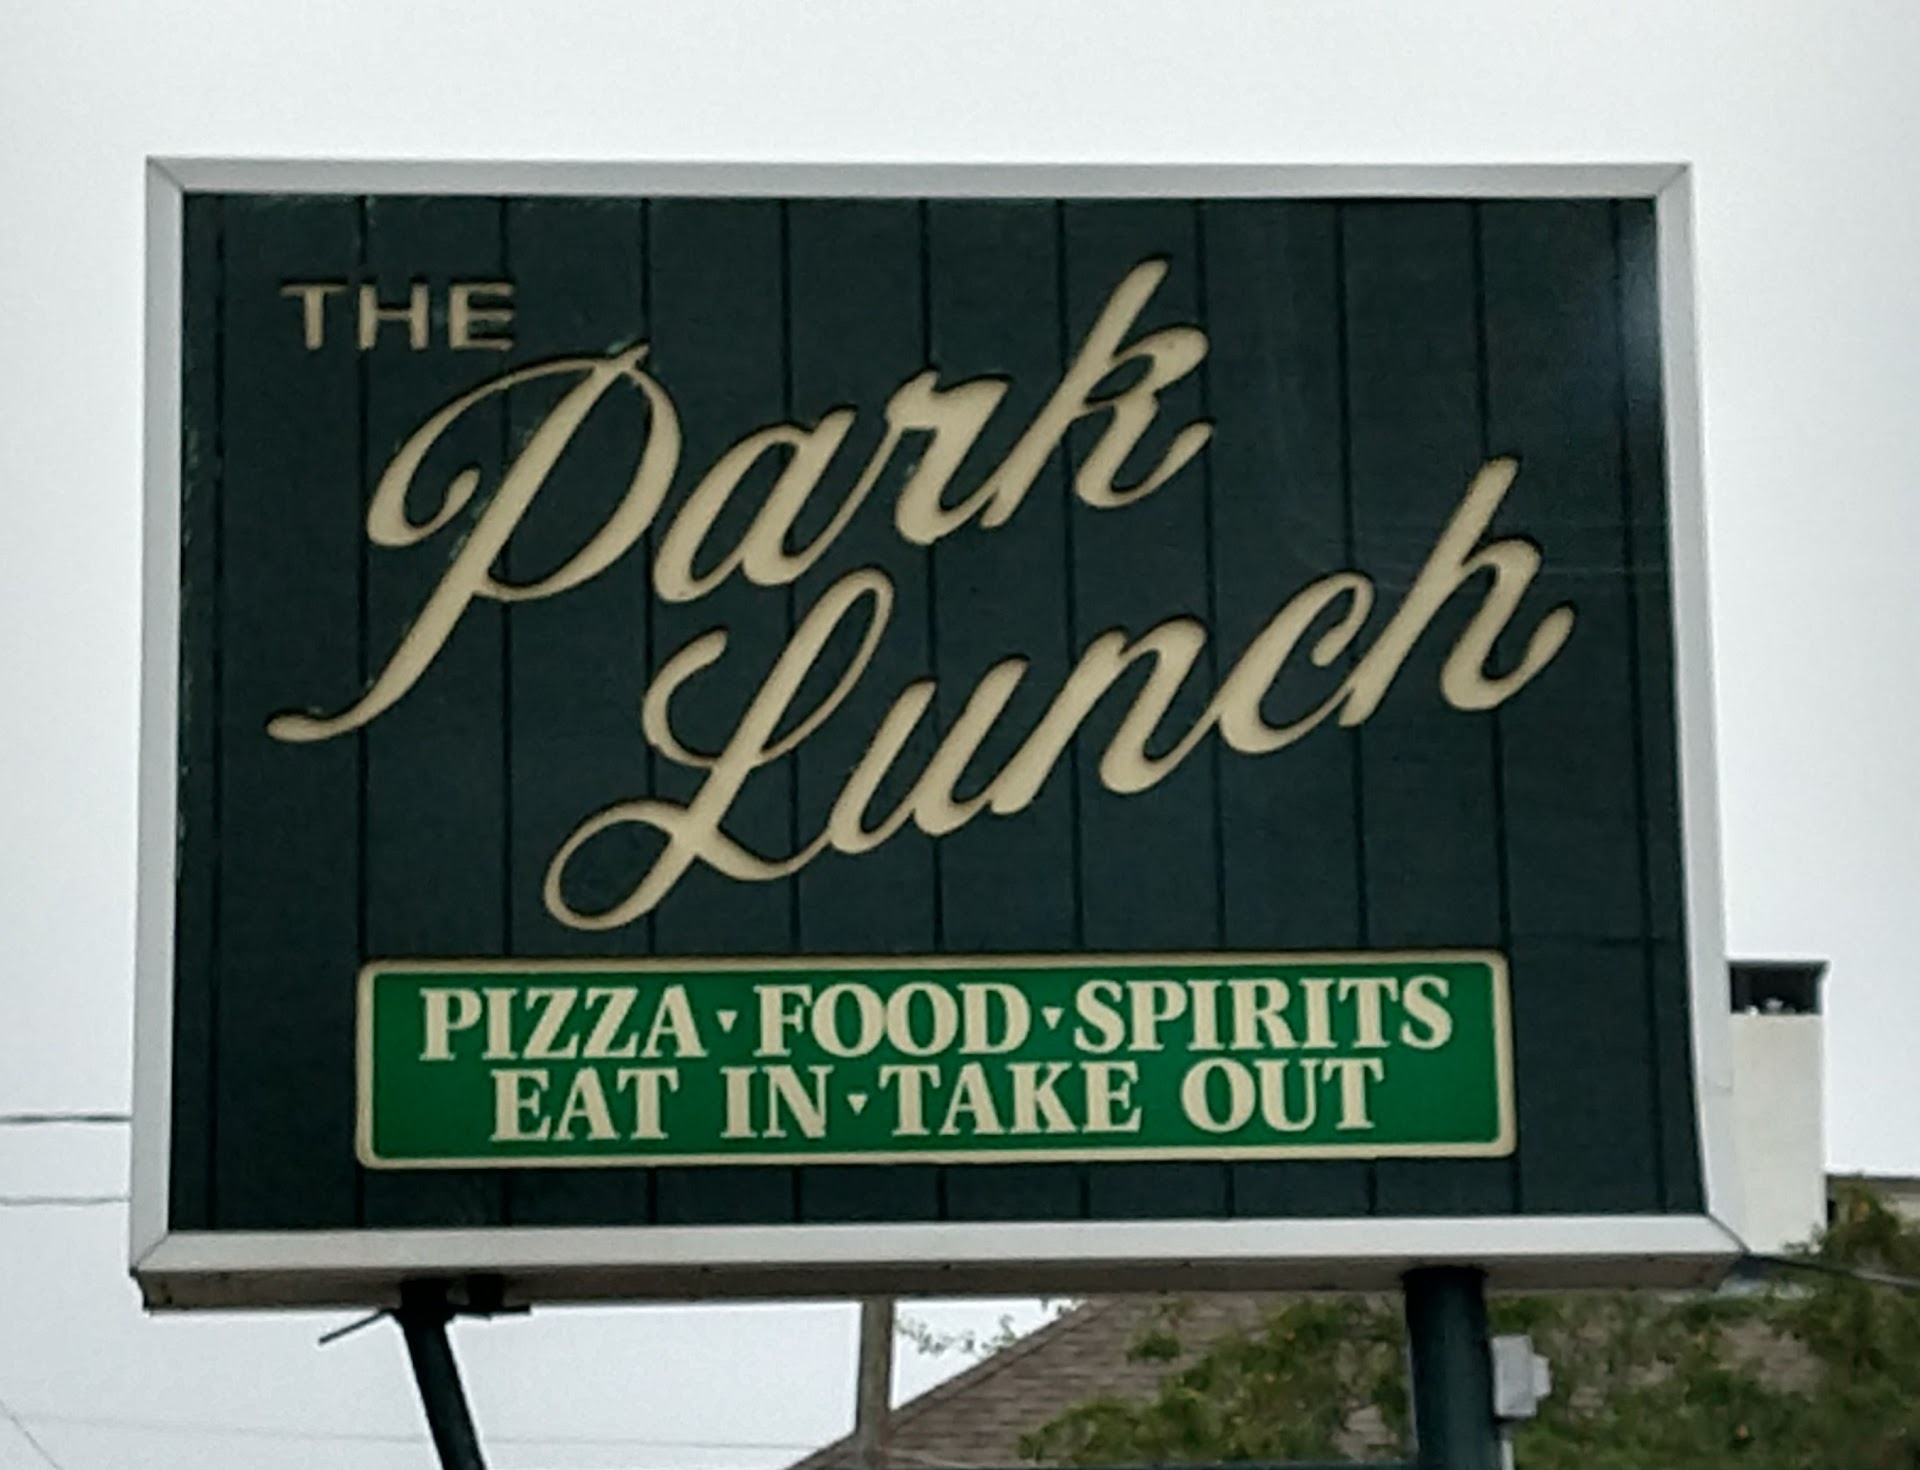 THE
Park
Lunch
PIZZA ▾ FOOD ▾ SPIRITS
EAT IN ▾ TAKE OUT